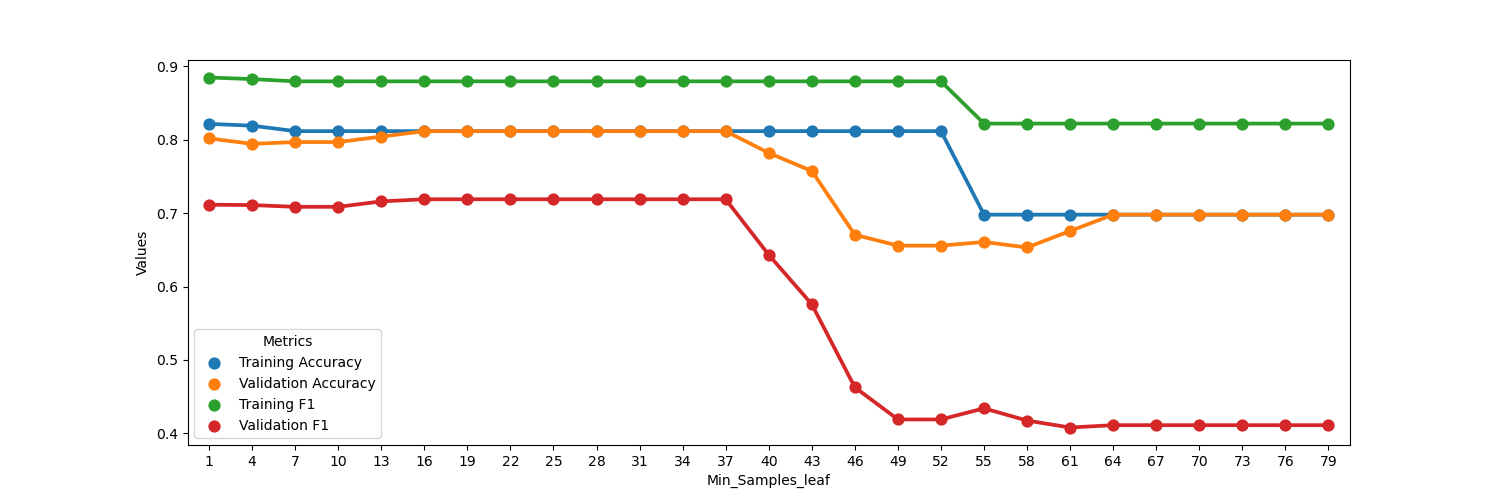 0.9
0.8
0.7
0.6
0.5
0.4
Values
Metrics
Training Accuracy
Validation Accuracy
Training F1
Validation F1
1 4 7 10 13 16 19 22 25 28 31 34 37 40 43 46 49 52 55 58 61 64 67 70 73 76 79
Min_Samples_leaf